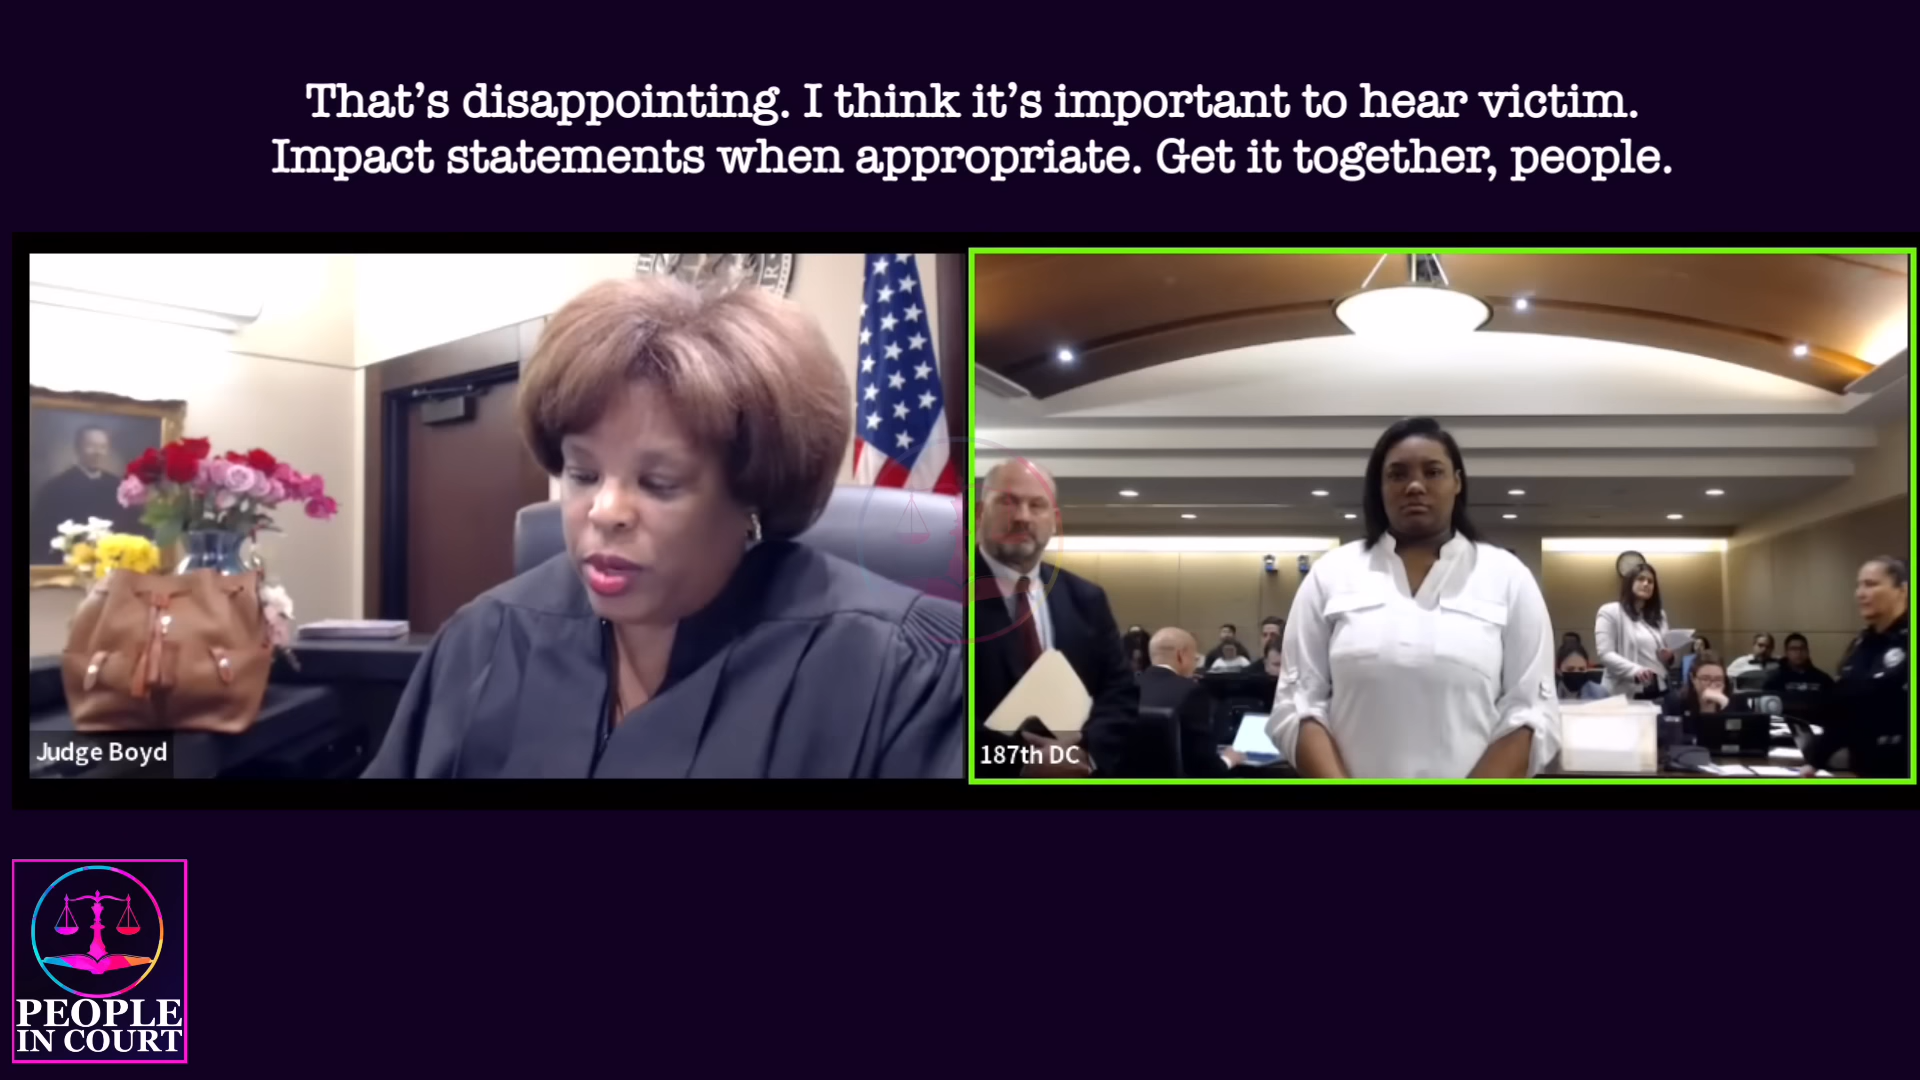 That’s disappointing. I think it’s important to hear victim.
Impact statements when appropriate. Get it together, people.
Judge Boyd
187th DC
PEOPLE
IN COURT